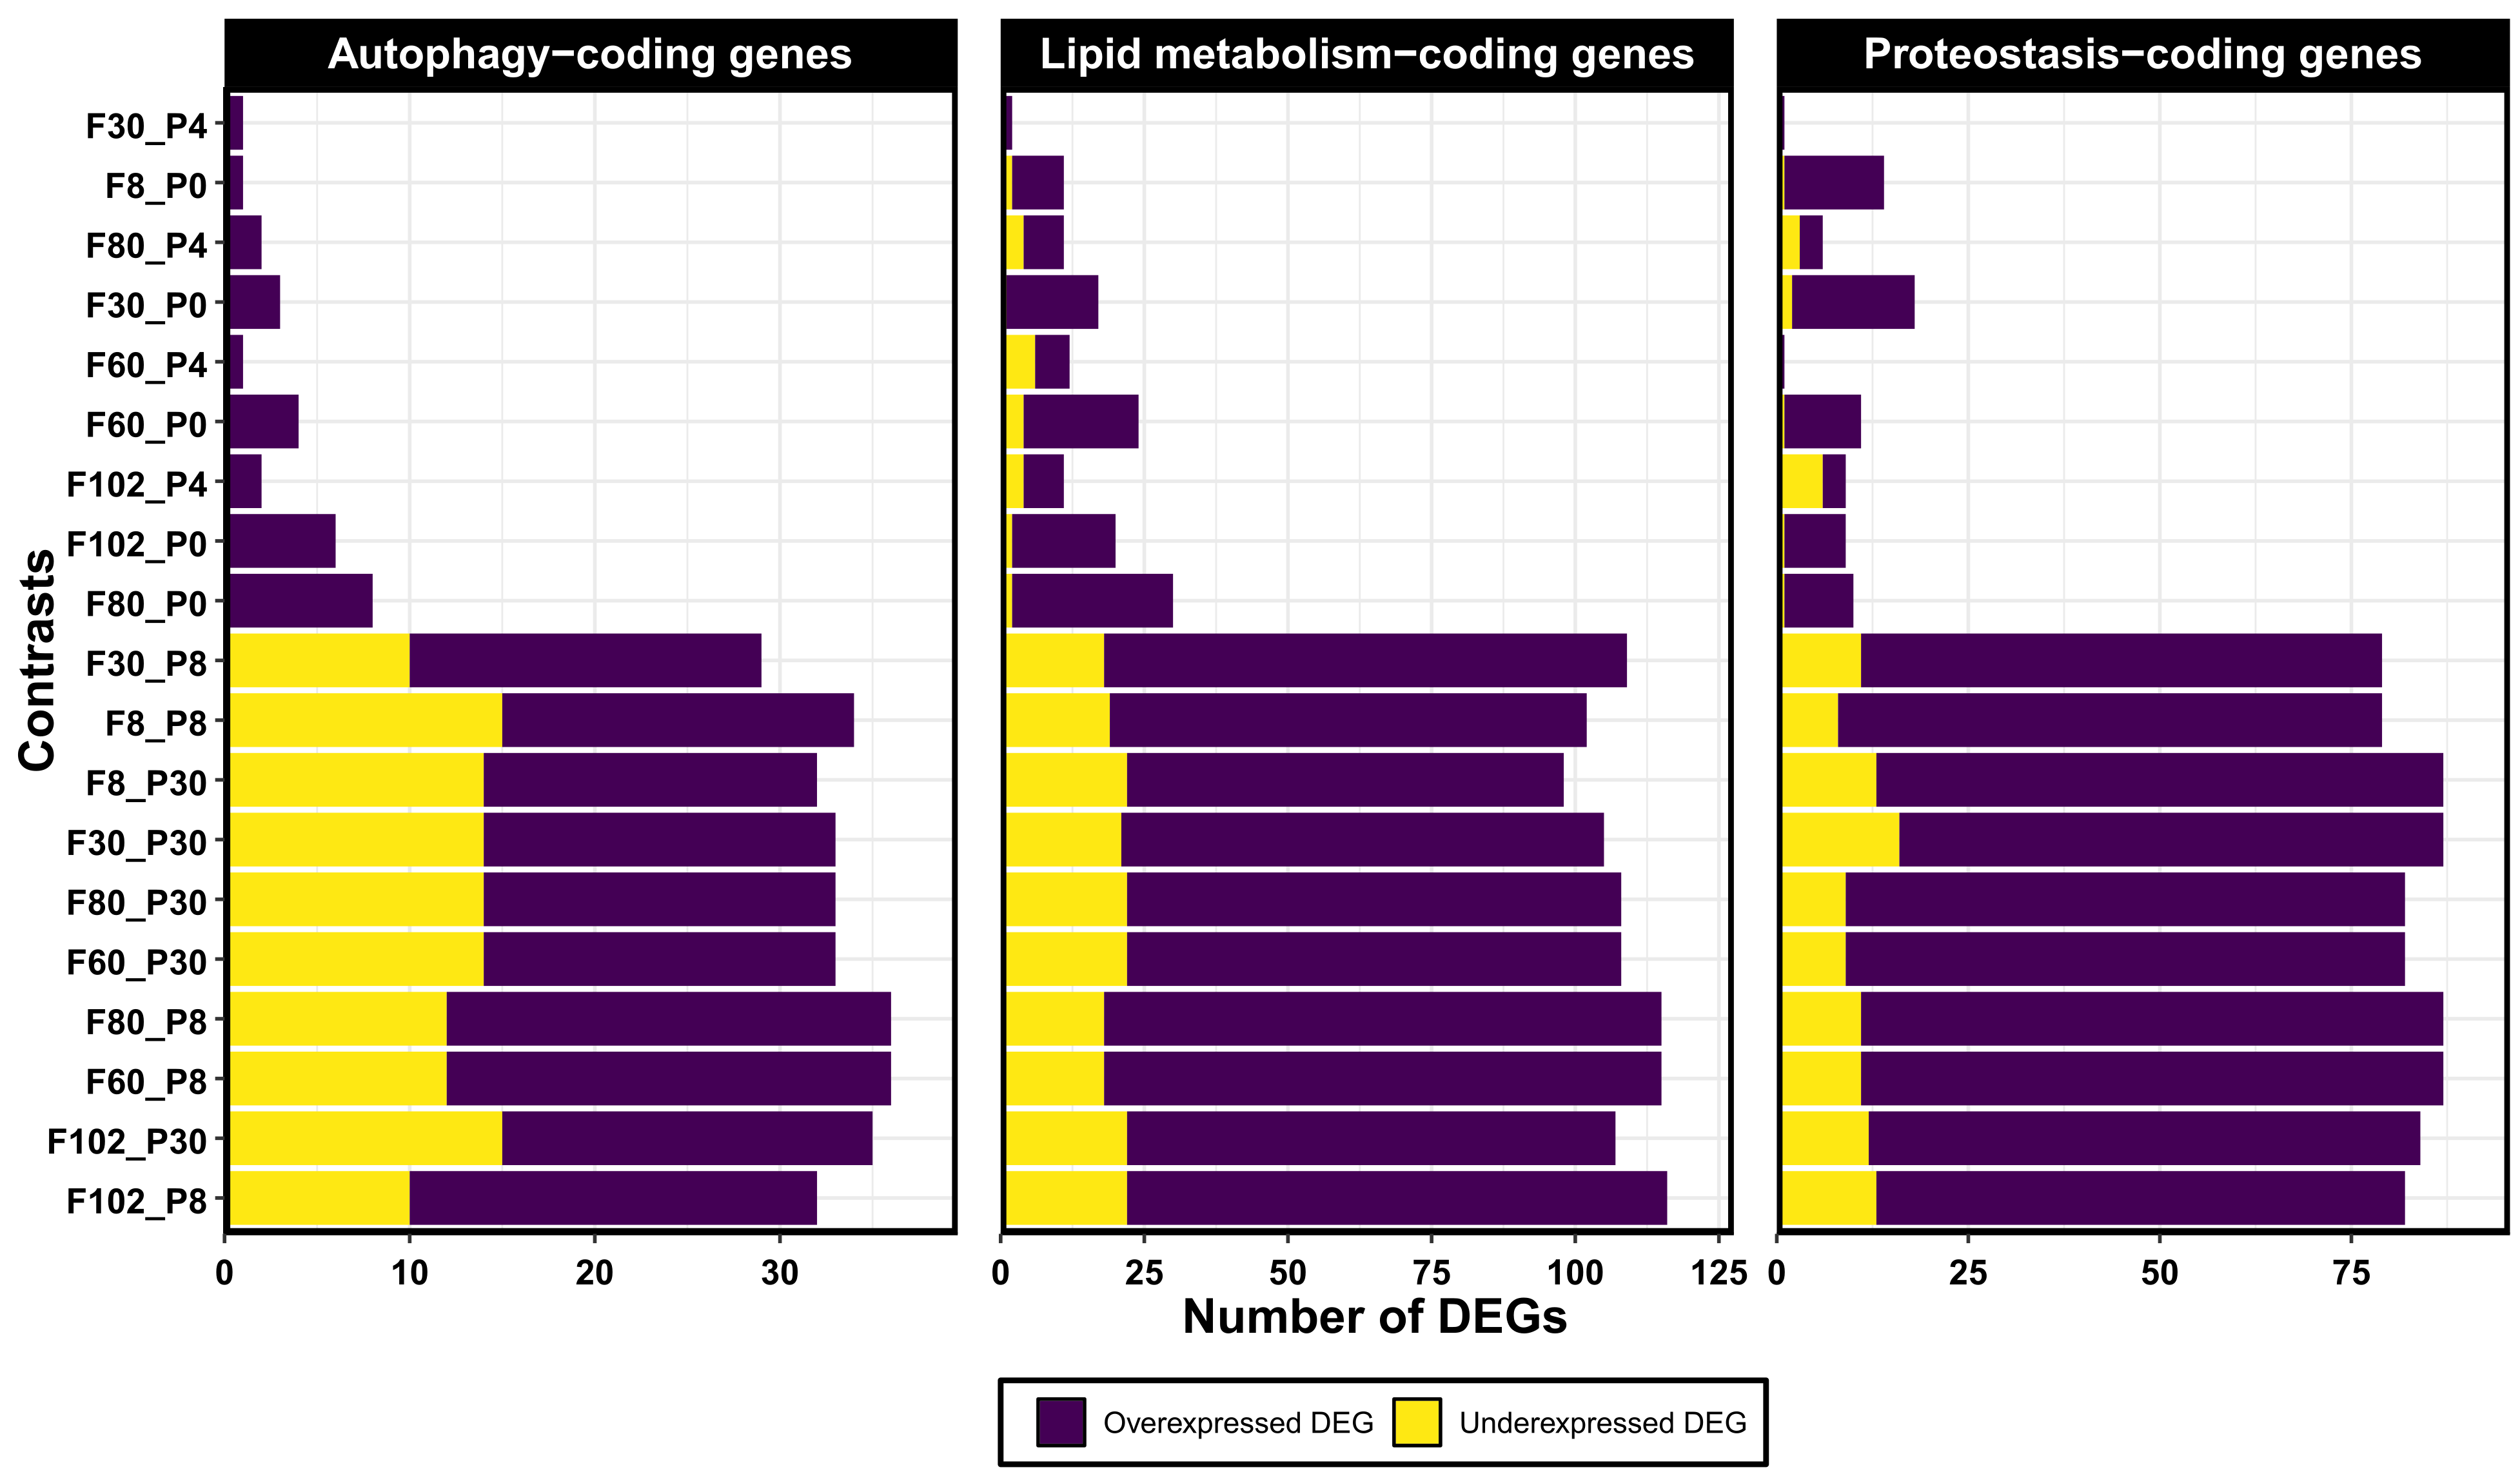 Autophagy−coding genes
Lipid metabolism−coding genes
Proteostasis−coding genes
Contrasts
F30_P4
F8_P0
F80_P4
F30_P0
F60_P4
F60_P0
F102_P4
F102_P0
F80_P0
F30_P8
F8_P8
F8_P30
F30_P30
F80_P30
F60_P30
F80_P8
F60_P8
F102_P30
F102_P8
0 10 20 30
0 25 50 75 100 125
0 25 50 75
Number of DEGs
Overexpressed DEG
Underexpressed DEG